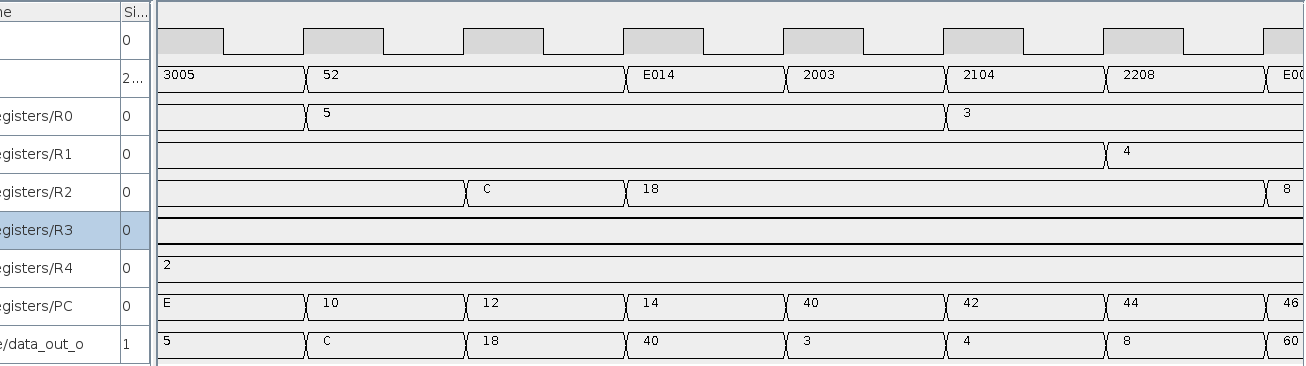 ne Si...
0
2... 3005 52 E014 2003 2104 2208 E00
egisters/R0 0 5 3
egisters/R1 0 4
egisters/R2 0 C 18 8
egisters/R3 0
egisters/R4 0 2
egisters/PC 0 E 10 12 14 40 42 44 46
e/data_out_o 1 5 C 18 40 3 4 8 60